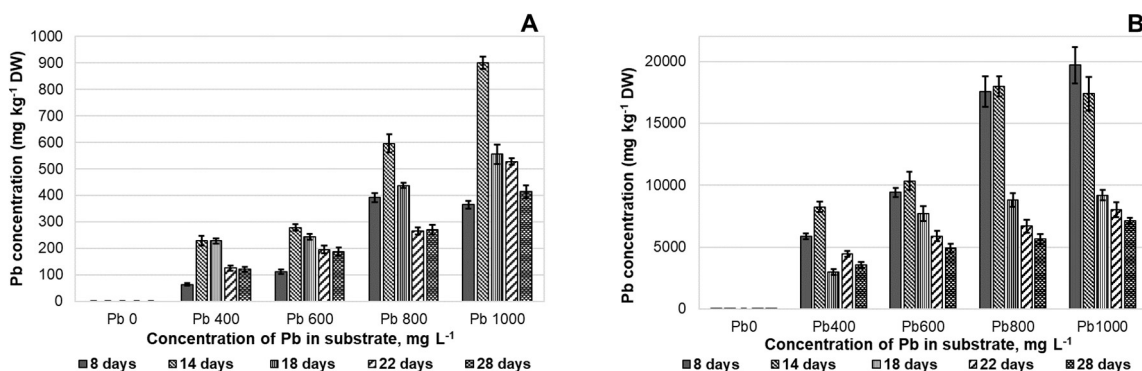 A
Pb concentration (mg kg⁻¹ DW)
1000
900
800
700
600
500
400
300
200
100
0
Pb 0 Pb 400 Pb 600 Pb 800 Pb 1000
Concentration of Pb in substrate, mg L⁻¹
8 days 14 days 18 days 22 days 28 days
B
Pb concentration (mg kg⁻¹ DW)
20000
15000
10000
5000
0
Pb0 Pb400 Pb600 Pb800 Pb1000
Concentration of Pb in substrate, mg L⁻¹
8 days 14 days 18 days 22 days 28 days